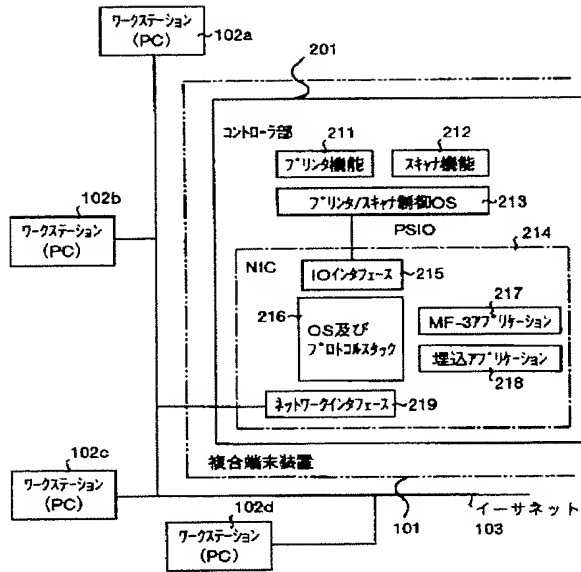 ワークステーション
(PC)
102a
201
コントローラ部
211
212
プリンタ機能
スキャナ機能
プリンタ/スキャナ制御OS
213
PSIO
214
NIC
IOインタフェース
215
216
OS及び
プロトコルスタック
217
MF-3アプリケーション
埋込アプリケーション
218
ネットワークインタフェース
219
複合端末装置
101
102b
ワークステーション
(PC)
102c
ワークステーション
(PC)
102d
ワークステーション
(PC)
イーサネット
103